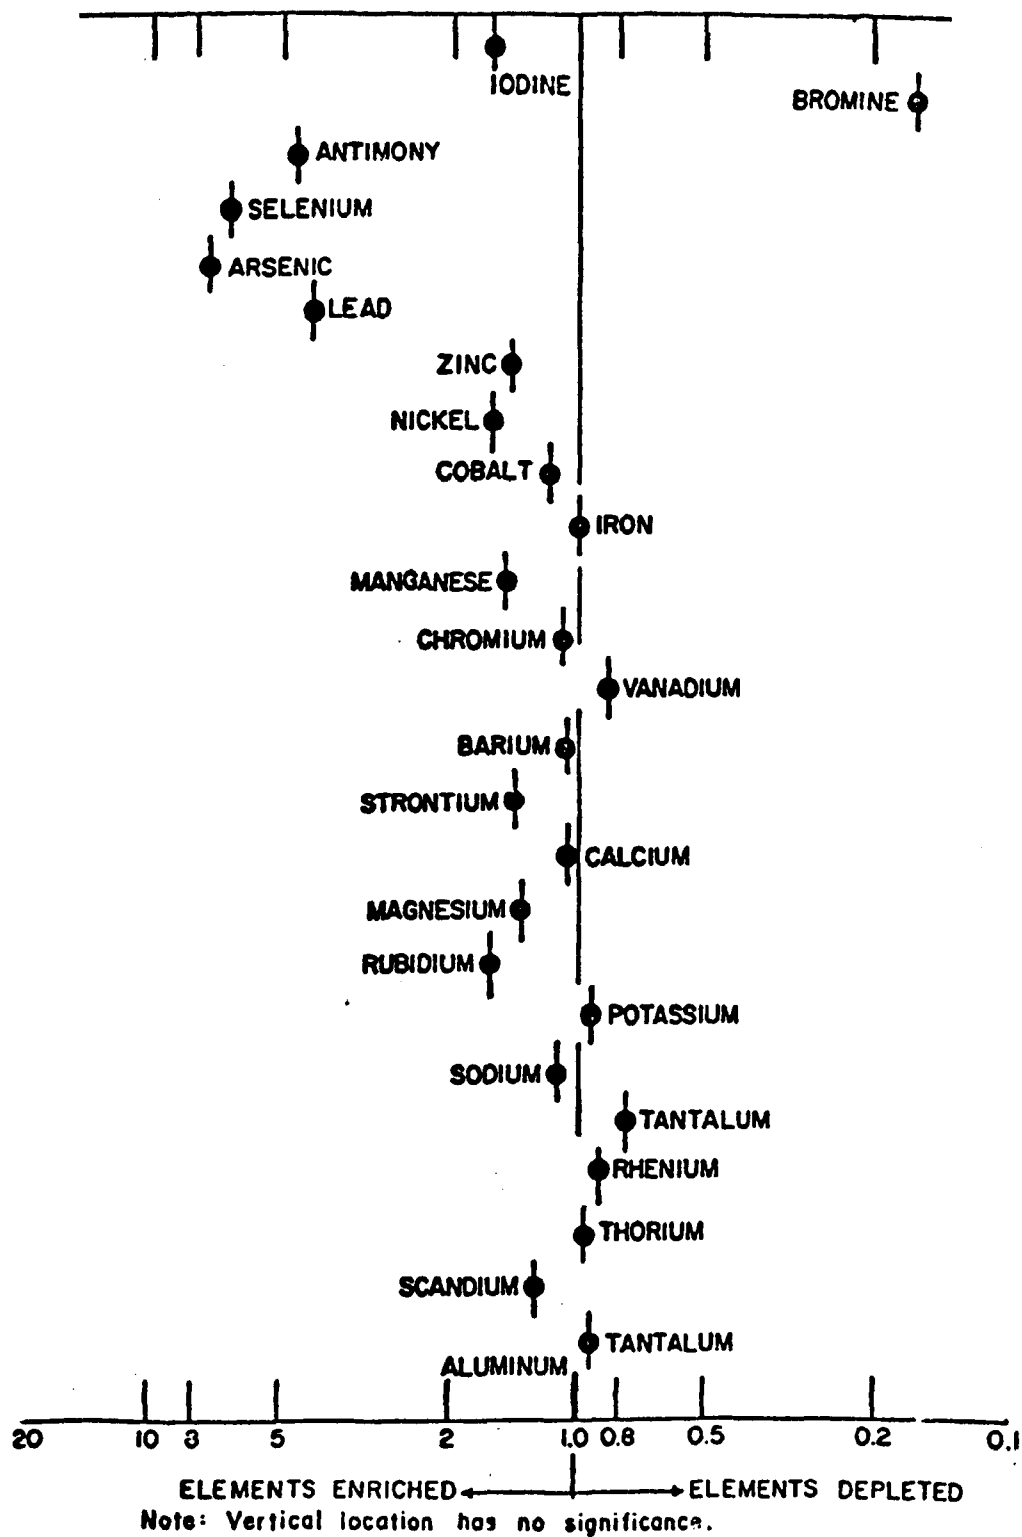 IODINE
BROMINE
ANTIMONY
SELENIUM
ARSENIC
LEAD
ZINC
NICKEL
COBALT
IRON
MANGANESE
CHROMIUM
VANADIUM
BARIUM
STRONTIUM
CALCIUM
MAGNESIUM
RUBIDIUM
POTASSIUM
SODIUM
TANTALUM
RHENIUM
THORIUM
SCANDIUM
TANTALUM
ALUMINUM
20 10 8 5 2 1.0 0.8 0.5 0.2 0.1
ELEMENTS ENRICHED ELEMENTS DEPLETED
Note: Vertical location has no significance.